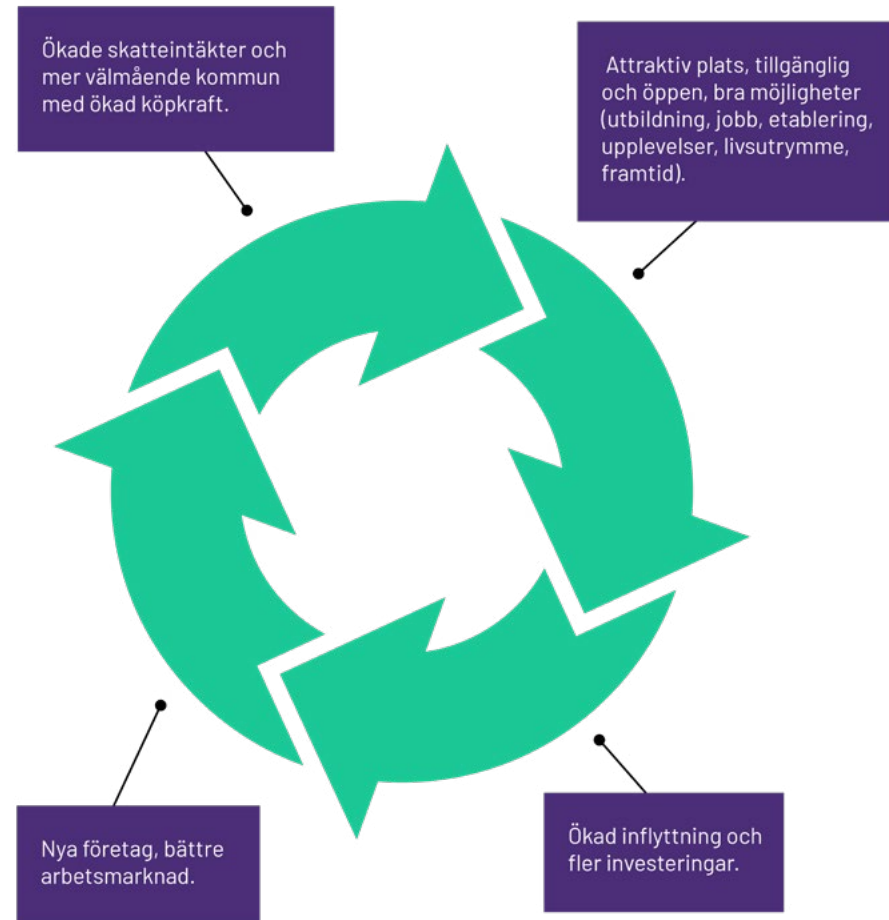 Ökade skatteintäkter och
mer välmående kommun
med ökad köpkraft.
Attraktiv plats, tillgänglig
och öppen, bra möjligheter
(utbildning, jobb, etablering,
upplevelser, livsutrymme,
framtid).
Nya företag, bättre
arbetsmarknad.
Ökad inflyttning och
fler investeringar.